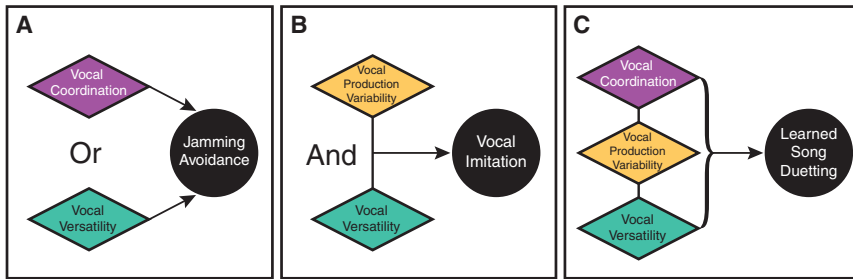 A
Vocal
Coordination
Or
Jamming
Avoidance
Vocal
Versatility
B
Vocal
Production
Variability
And
Vocal
Imitation
Vocal
Versatility
C
Vocal
Coordination
Vocal
Production
Variability
Learned
Song
Duetting
Vocal
Versatility